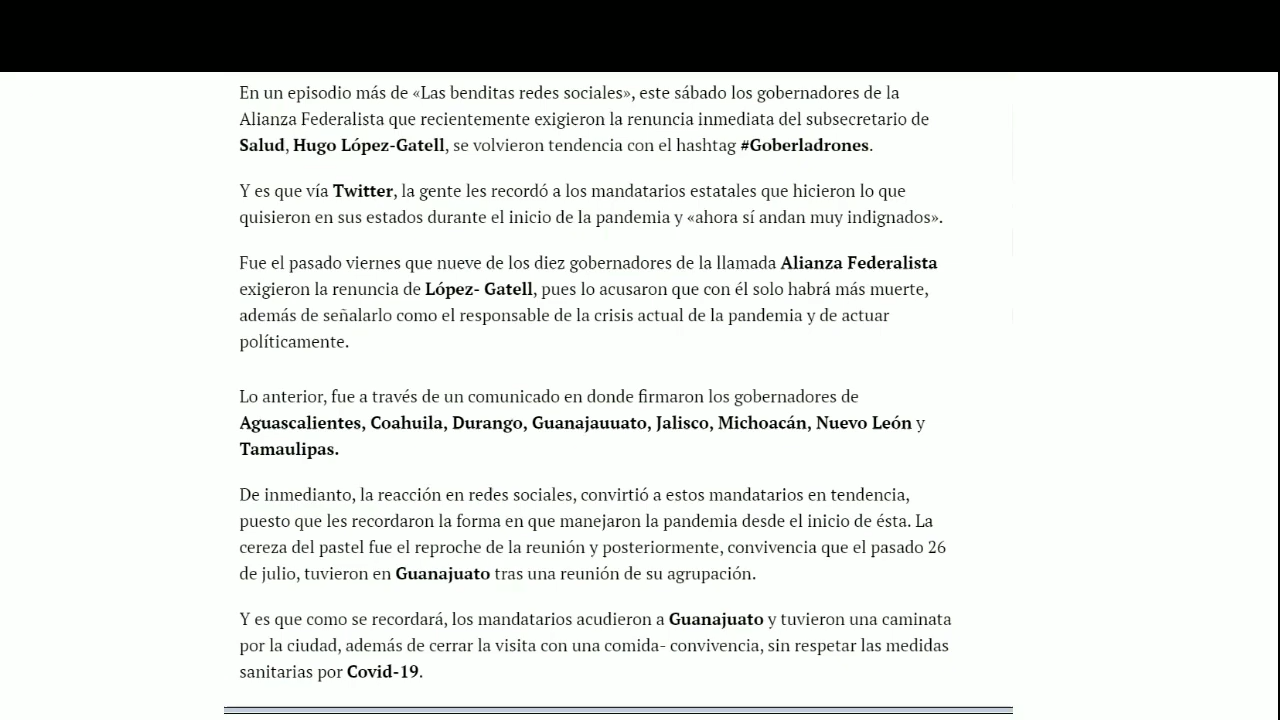 En un episodio más de «Las benditas redes sociales», este sábado los gobernadores de la
Alianza Federalista que recientemente exigieron la renuncia inmediata del subsecretario de
Salud, Hugo López-Gatell, se volvieron tendencia con el hashtag #Goberladrones.
Y es que vía Twitter, la gente les recordó a los mandatarios estatales que hicieron lo que
quisieron en sus estados durante el inicio de la pandemia y «ahora sí andan muy indignados».
Fue el pasado viernes que nueve de los diez gobernadores de la llamada Alianza Federalista
exigieron la renuncia de López- Gatell, pues lo acusaron que con él solo habrá más muerte,
además de señalarlo como el responsable de la crisis actual de la pandemia y de actuar
políticamente.
Lo anterior, fue a través de un comunicado en donde firmaron los gobernadores de
Aguascalientes, Coahuila, Durango, Guanajauuato, Jalisco, Michoacán, Nuevo León y
Tamaulipas.
De inmedianto, la reacción en redes sociales, convirtió a estos mandatarios en tendencia,
puesto que les recordaron la forma en que manejaron la pandemia desde el inicio de ésta. La
cereza del pastel fue el reproche de la reunión y posteriormente, convivencia que el pasado 26
de julio, tuvieron en Guanajuato tras una reunión de su agrupación.
Y es que como se recordará, los mandatarios acudieron a Guanajuato y tuvieron una caminata
por la ciudad, además de cerrar la visita con una comida- convivencia, sin respetar las medidas
sanitarias por Covid-19.